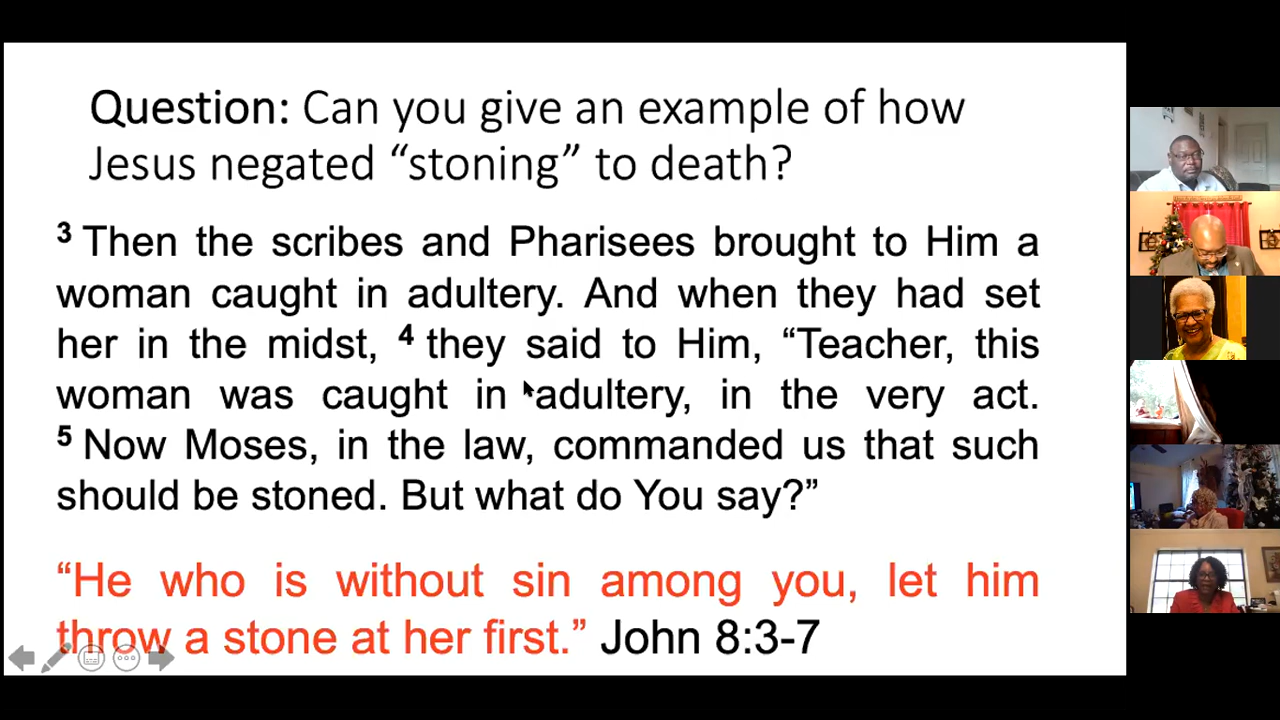 Question: Can you give an example of how
Jesus negated “stoning” to death?
3 Then the scribes and Pharisees brought to Him a
woman caught in adultery. And when they had set
her in the midst, 4 they said to Him, “Teacher, this
woman was caught in adultery, in the very act.
5 Now Moses, in the law, commanded us that such
should be stoned. But what do You say?”
“He who is without sin among you, let him
throw a stone at her first.” John 8:3-7